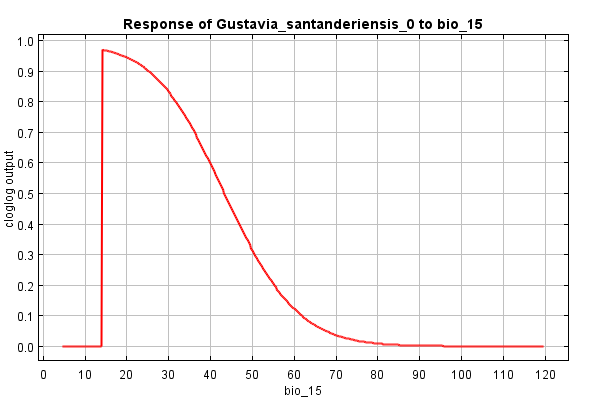 Response of Gustavia_santanderiensis_0 to bio_15
1.0
0.9
0.8
0.7
0.6
0.5
0.4
0.3
0.2
0.1
0.0
cloglog output
0 10 20 30 40 50 60 70 80 90 100 110 120
bio_15